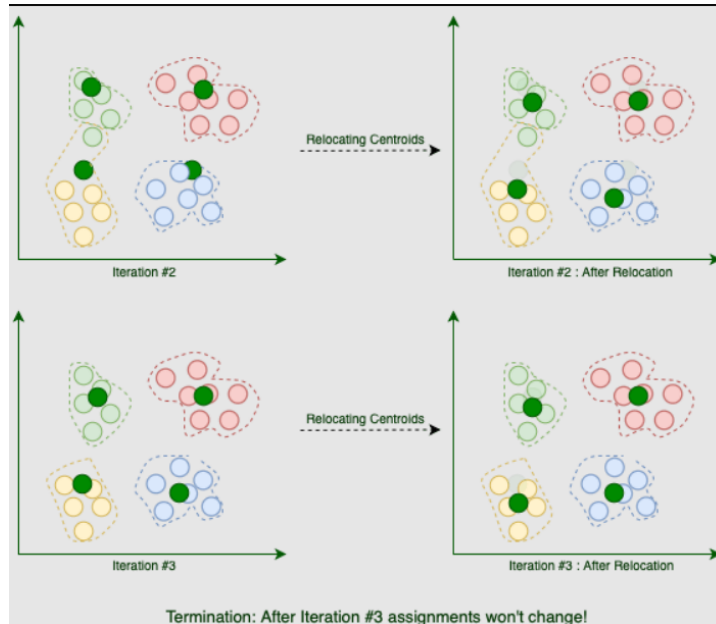 Relocating Centroids
Iteration #2
Iteration #2 : After Relocation
Relocating Centroids
Iteration #3
Iteration #3 : After Relocation
Termination: After Iteration #3 assignments won't change!